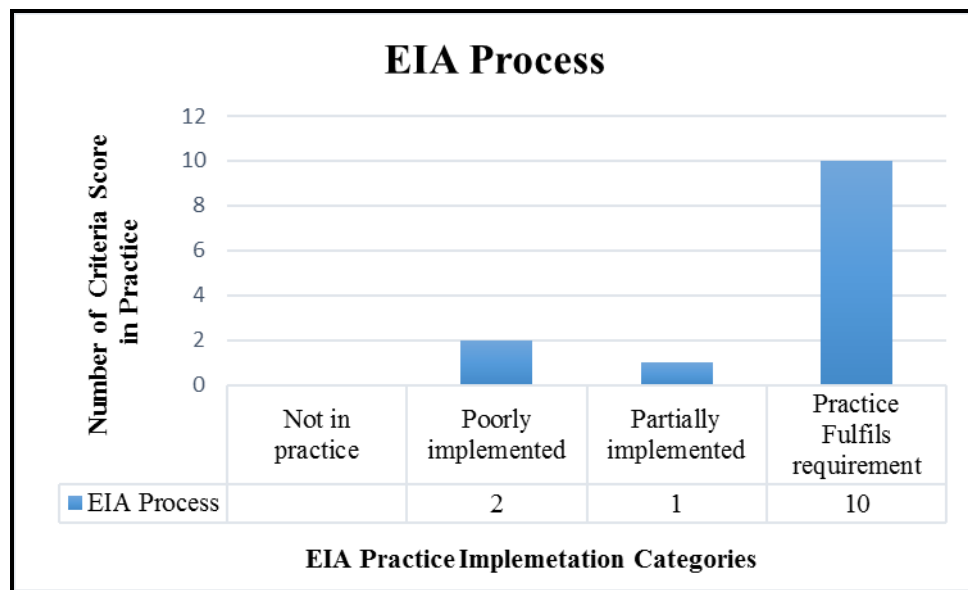 EIA Process
Number of Criteria Score
in Practice
12
10
8
6
4
2
0
Not in
practice
Poorly
implemented
Partially
implemented
Practice
Fulfils
requirement
EIA Process
2
1
10
EIA Practice Implemetation Categories